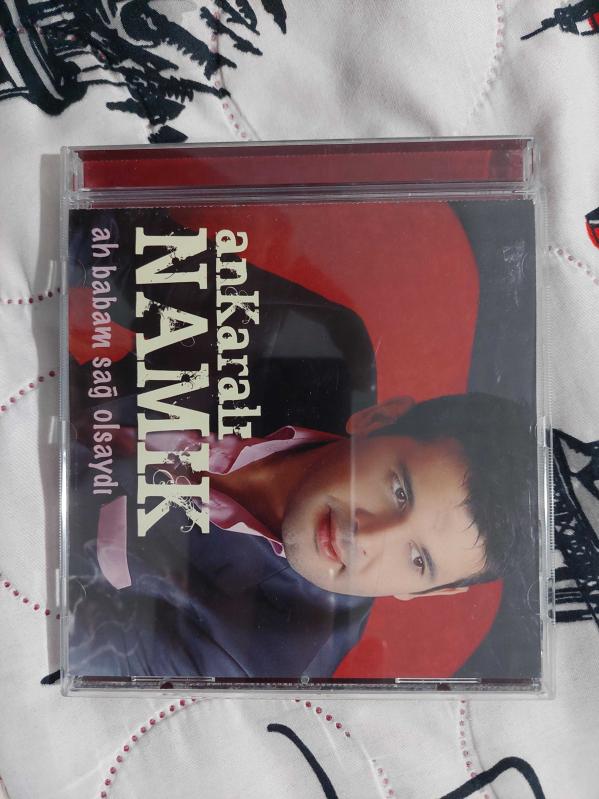 ankaralı
NAMIK
ah babam sağ olsaydı